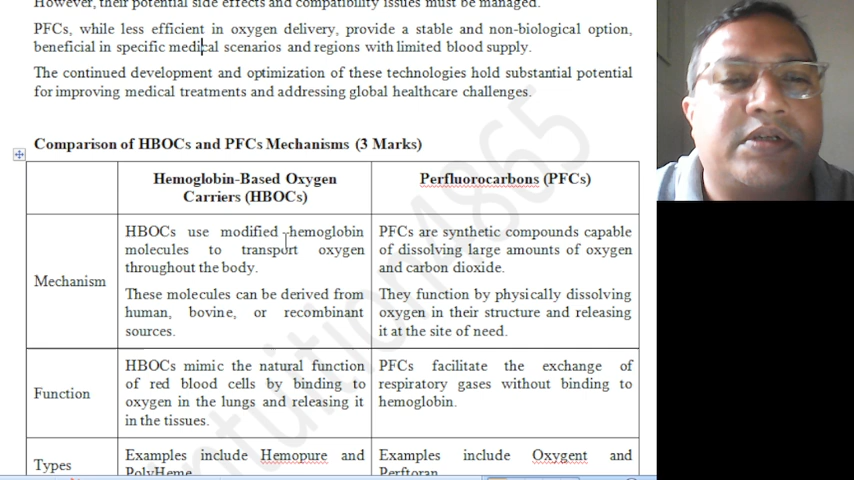 However, their potential side effects and compatibility issues must be managed.
PFCs, while less efficient in oxygen delivery, provide a stable and non-biological option,
beneficial in specific medical scenarios and regions with limited blood supply.
The continued development and optimization of these technologies hold substantial potential
for improving medical treatments and addressing global healthcare challenges.
Comparison of HBOCs and PFCs Mechanisms (3 Marks)
Hemoglobin-Based Oxygen
Carriers (HBOCs)
Perfluorocarbons (PFCs)
Mechanism
HBOCs use modified hemoglobin
molecules to transport oxygen
throughout the body.
These molecules can be derived from
human, bovine, or recombinant
sources.
PFCs are synthetic compounds capable
of dissolving large amounts of oxygen
and carbon dioxide.
They function by physically dissolving
oxygen in their structure and releasing
it at the site of need.
Function
HBOCs mimic the natural function
of red blood cells by binding to
oxygen in the lungs and releasing it
in the tissues.
PFCs facilitate the exchange of
respiratory gases without binding to
hemoglobin.
Types
Examples include Hemopure and
PolyHeme
Examples include Oxygent and
Perftoran
tuition4865